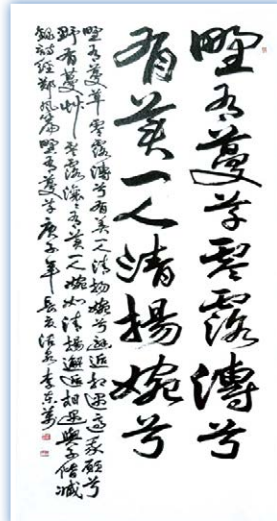 野有蔓草零露漙兮
有美一人清揚婉兮
野有蔓草零露漙兮有美一人清揚婉兮邂逅相遇適我願兮
野有蔓草零露瀼瀼有美一人婉如清揚邂逅相遇與子偕臧
錄詩經鄭風篇野有蔓草庚子年長安